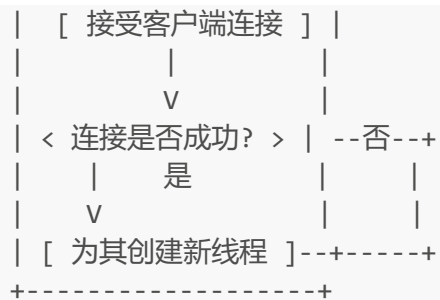 |  [ 接受客户端连接 ] |
|         |         |
|         V         |
| < 连接是否成功? > | --否--+
|    |    是        |      |
|    V              |      |
| [ 为其创建新线程 ]--+-----+
+-------------------+